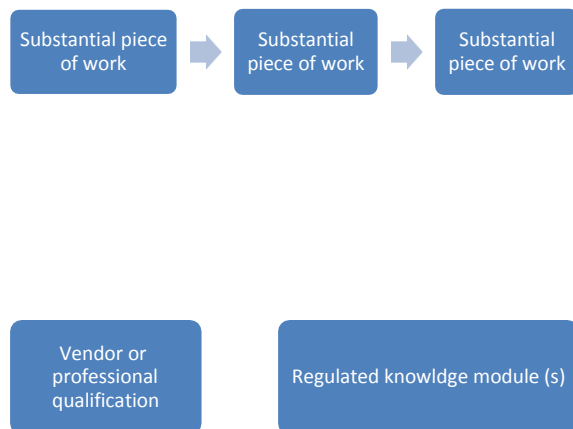 Substantial piece
of work
Substantial
piece of work
Substantial
piece of work
Vendor or
professional
qualification
Regulated knowldge module (s)